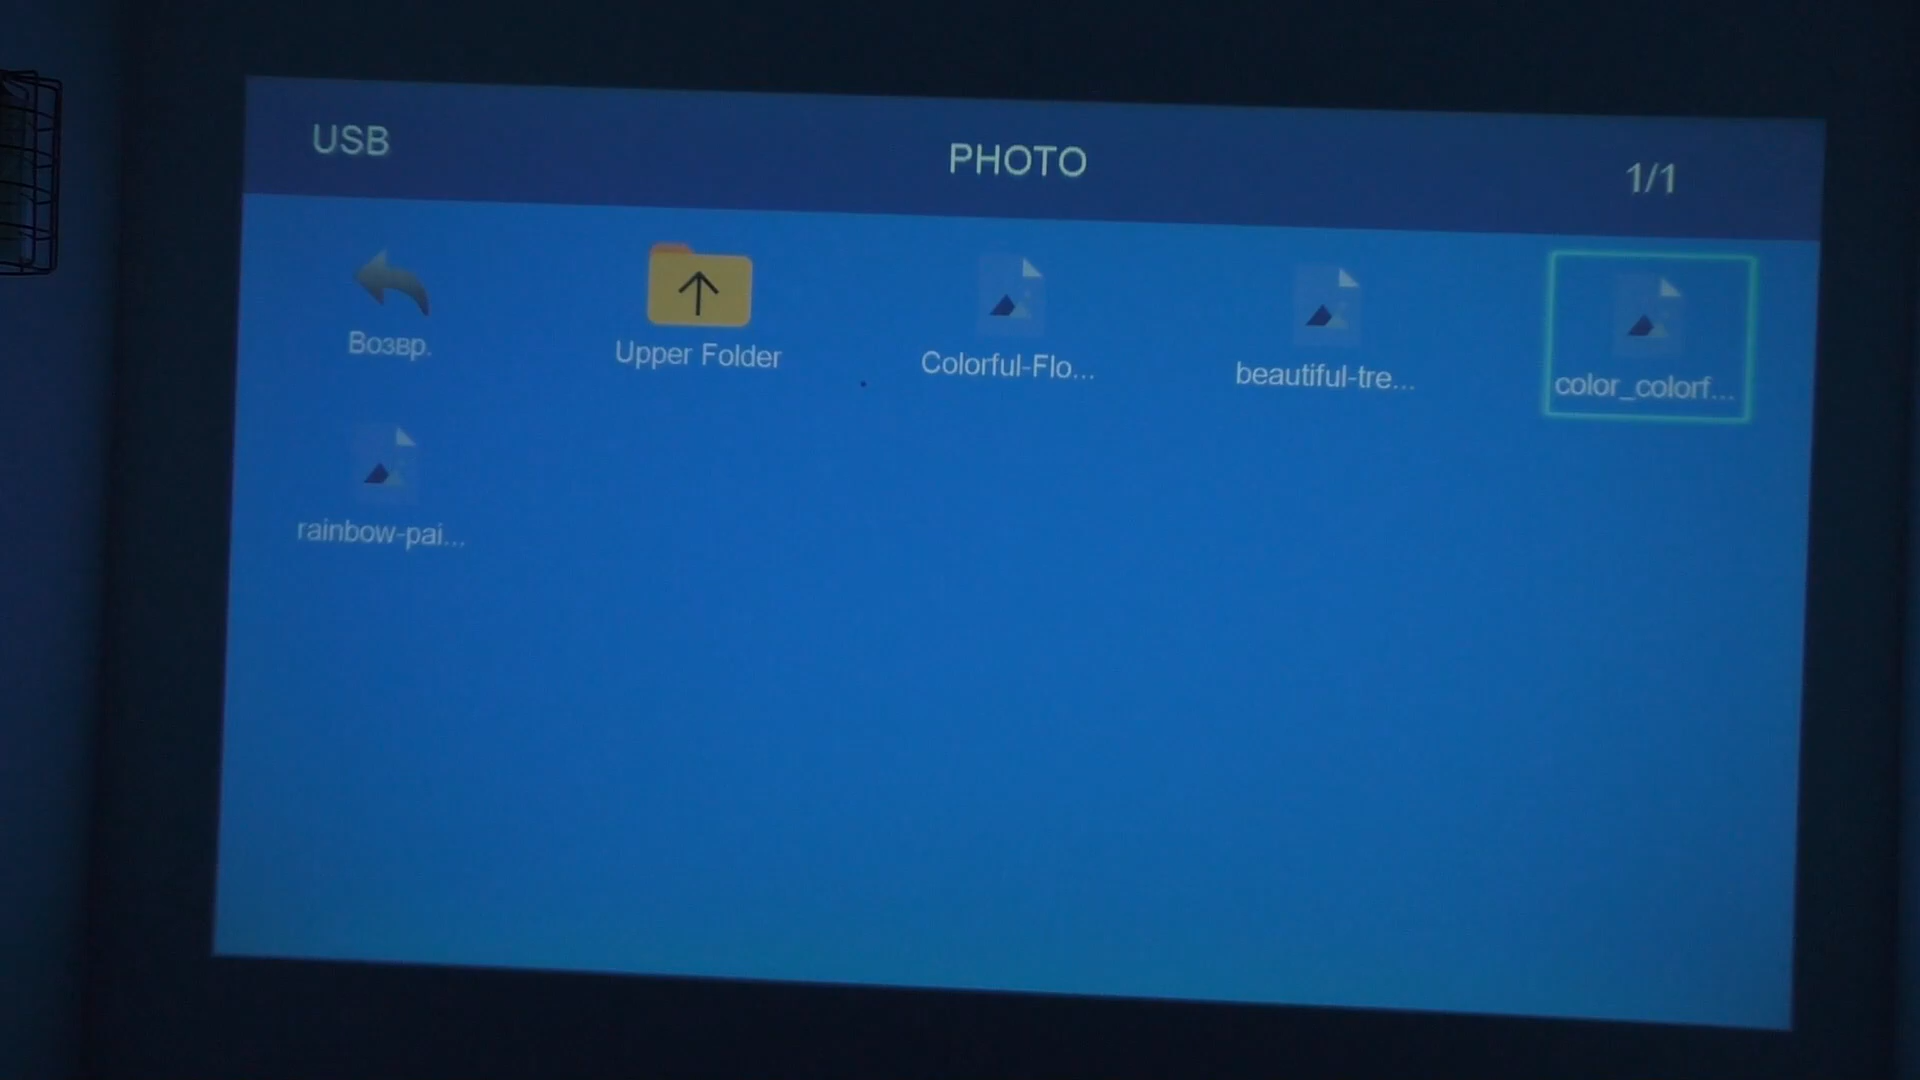 USB
PHOTO
1/1
Возвр.
Upper Folder
Colorful-Flo...
beautiful-tre...
color_colorf...
rainbow-pai...